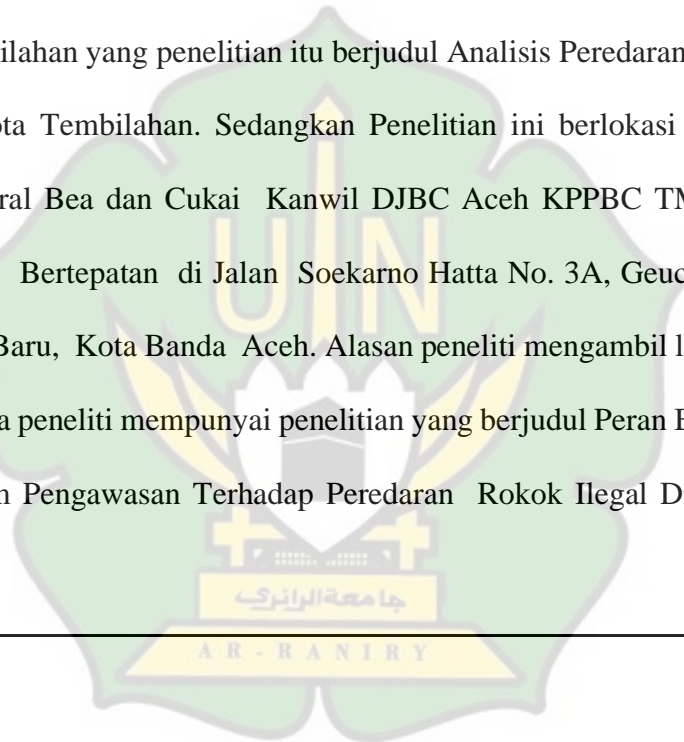 ilahan yang penelitian itu berjudul Analisis Peredaran
ota Tembilahan. Sedangkan Penelitian ini berlokasi
ral Bea dan Cukai Kanwil DJBC Aceh KPPBC TM
Bertepatan di Jalan Soekarno Hatta No. 3A, Geuc
Baru, Kota Banda Aceh. Alasan peneliti mengambil l
a peneliti mempunyai penelitian yang berjudul Peran B
n Pengawasan Terhadap Peredaran Rokok Ilegal Di
UIN
جامعة الرانري
AR-RANIRY